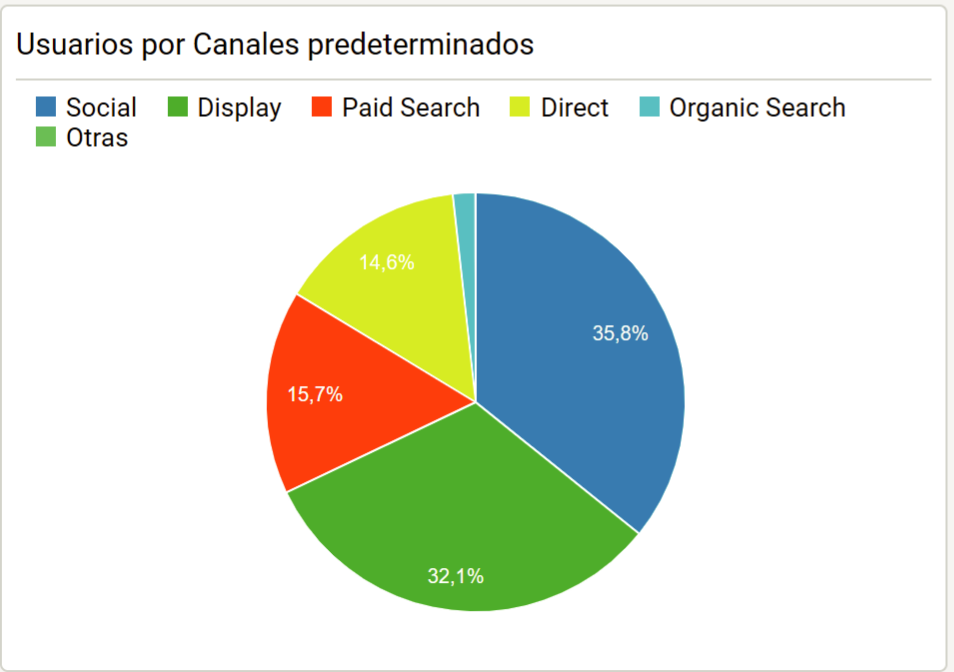 Usuarios por Canales predeterminados
Social Display Paid Search Direct Organic Search
Otras
14,6%
35,8%
15,7%
32,1%